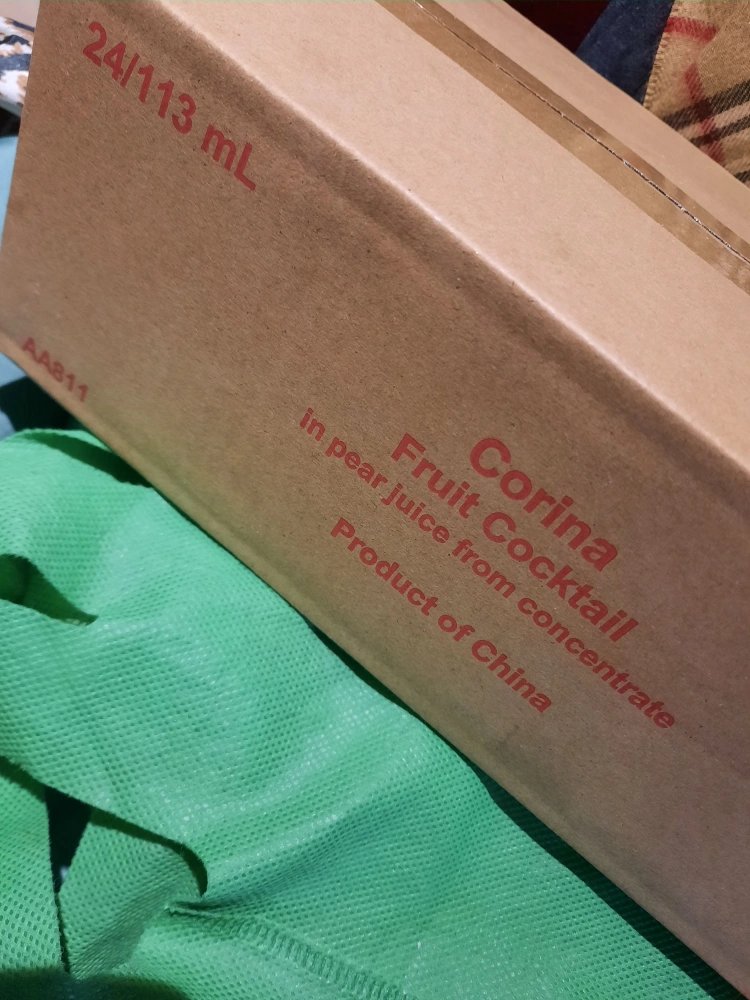 24/113 mL
AA811
Corina
Fruit Cocktail
in pear juice from concentrate
Product of China